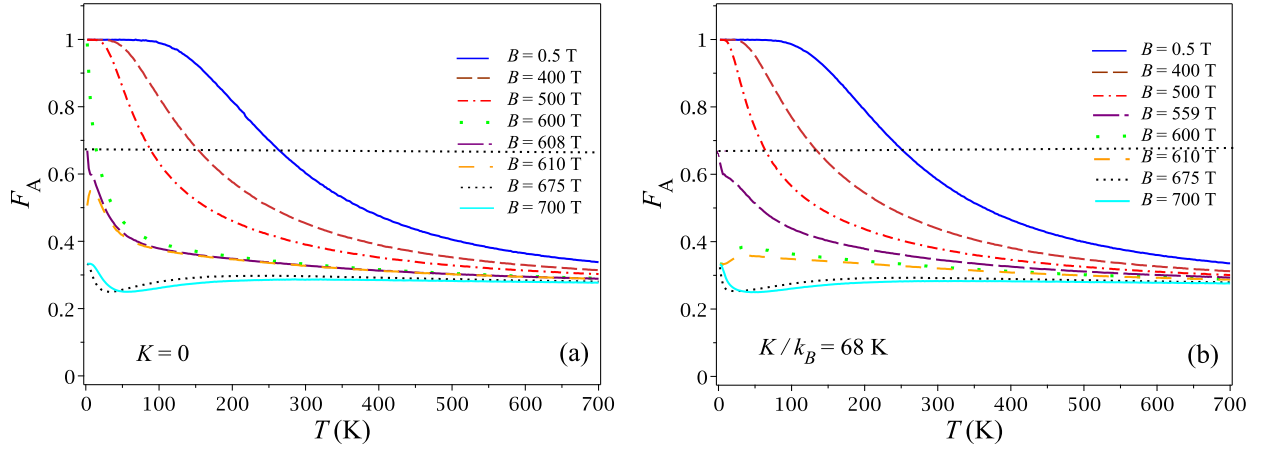 1
0.8
0.6
0.4
0.2
0
F_A
B = 0.5 T
B = 400 T
B = 500 T
B = 600 T
B = 608 T
B = 610 T
B = 675 T
B = 700 T
K = 0
(a)
0 100 200 300 400 500 600 700
T (K)
1
0.8
0.6
0.4
0.2
0
F_A
B = 0.5 T
B = 400 T
B = 500 T
B = 559 T
B = 600 T
B = 610 T
B = 675 T
B = 700 T
K / k_B = 68 K
(b)
0 100 200 300 400 500 600 700
T (K)